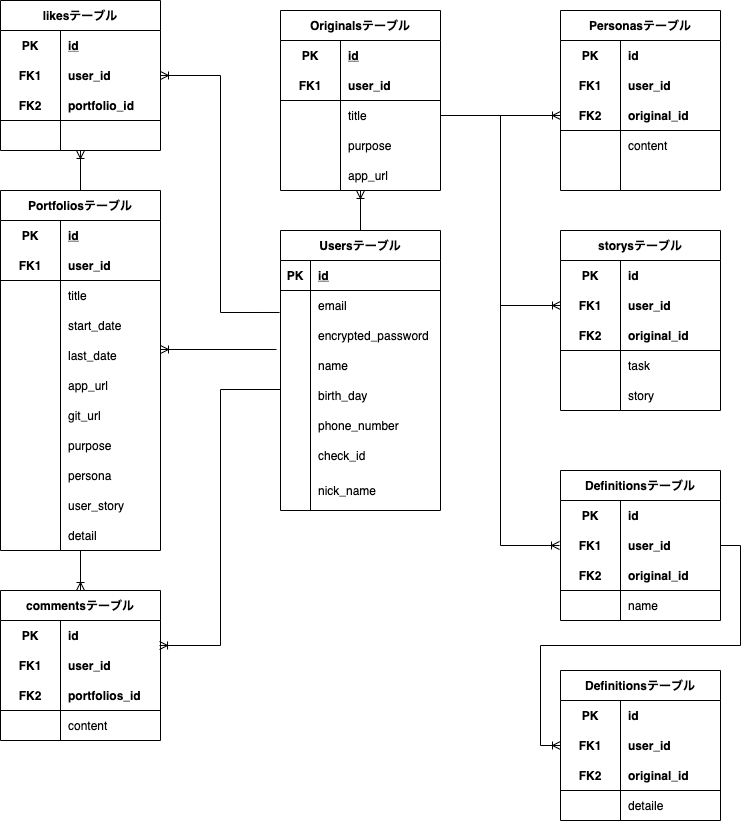 likesテーブル
PK id
FK1 user_id
FK2 portfolio_id
Portfoliosテーブル
PK id
FK1 user_id
title
start_date
last_date
app_url
git_url
purpose
persona
user_story
detail
commentsテーブル
PK id
FK1 user_id
FK2 portfolios_id
content
Originalsテーブル
PK id
FK1 user_id
title
purpose
app_url
Usersテーブル
PK id
email
encrypted_password
name
birth_day
phone_number
check_id
nick_name
Personasテーブル
PK id
FK1 user_id
FK2 original_id
content
storysテーブル
PK id
FK1 user_id
FK2 original_id
task
story
Definitionsテーブル
PK id
FK1 user_id
FK2 original_id
name
Definitionsテーブル
PK id
FK1 user_id
FK2 original_id
detaile